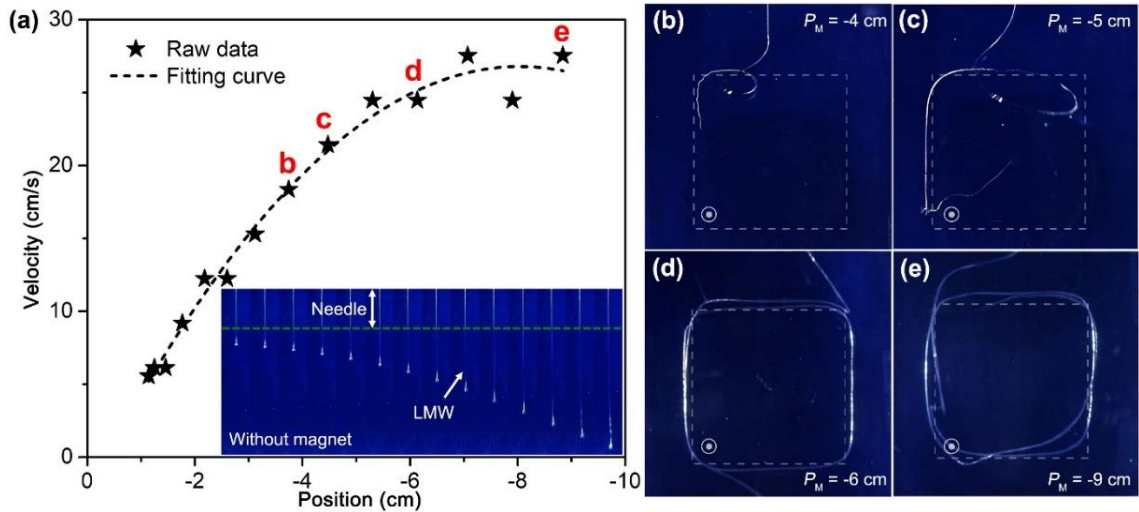 (a)
30
20
10
0
Velocity (cm/s)
Raw data
Fitting curve
b
c
d
e
Needle
LMW
Without magnet
0
-2
-4
-6
-8
-10
Position (cm)
(b)
P_M = -4 cm
(c)
P_M = -5 cm
(d)
P_M = -6 cm
(e)
P_M = -9 cm